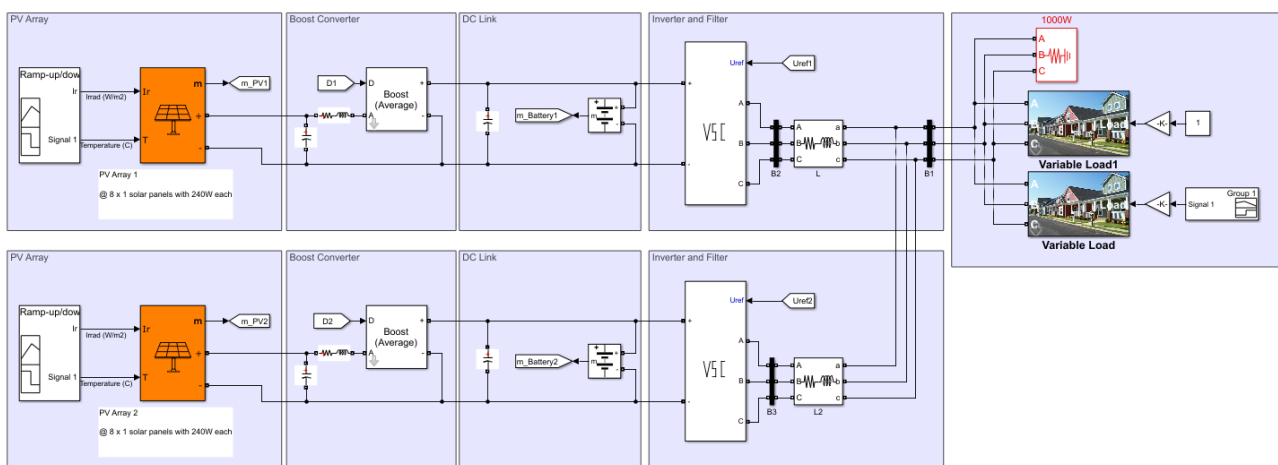 PV Array
Boost Converter
DC Link
Inverter and Filter
1000W
A
B
C
Ramp-up/dow
Ir
Signal 1
Irrad (W/m2)
Temperature (C)
Ir
T
m
+
-
m_PV1
D1
D
A
Boost
(Average)
+
-
m_Battery1
+
m
-
+
-
VSC
Uref
A
B
C
Uref1
B2
A
B
C
a
b
c
L
B1
A
B
C
Load
Variable Load1
-K-
1
A
B
C
Load
Variable Load
-K-
Group 1
Signal 1
PV Array 1
@ 8 x 1 solar panels with 240W each
PV Array
Boost Converter
DC Link
Inverter and Filter
Ramp-up/dow
Ir
Signal 1
Irrad (W/m2)
Temperature (C)
Ir
T
m
+
-
m_PV2
D2
D
A
Boost
(Average)
+
-
m_Battery2
+
m
-
+
-
VSC
Uref
A
B
C
Uref2
B3
A
B
C
a
b
c
L2
PV Array 2
@ 8 x 1 solar panels with 240W each